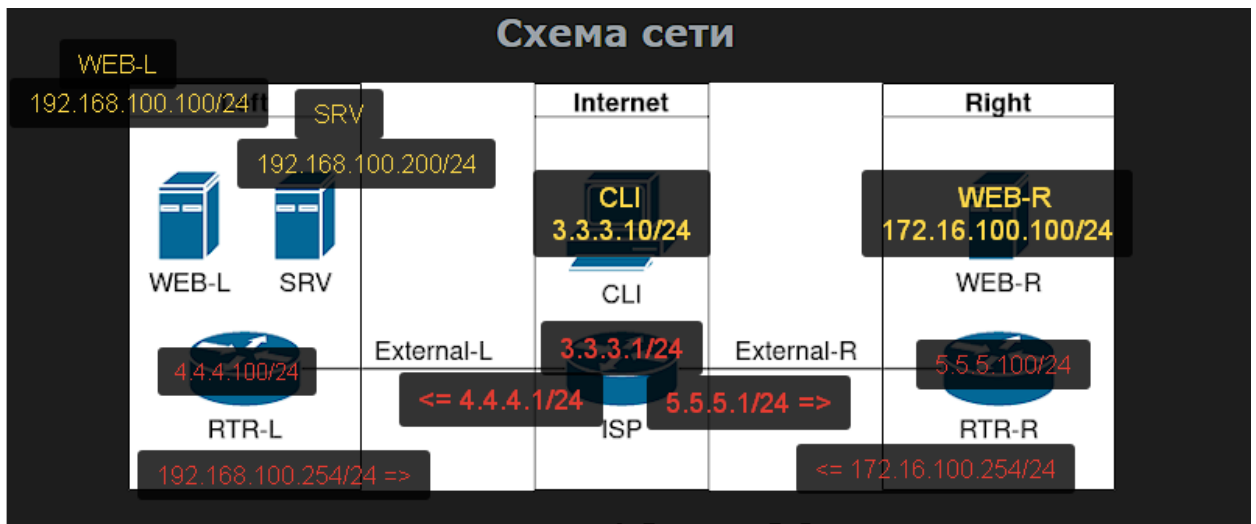 Схема сети
WEB-L
192.168.100.100/24
SRV
192.168.100.200/24
Internet
Right
CLI
3.3.3.10/24
WEB-R
172.16.100.100/24
WEB-L
SRV
CLI
WEB-R
4.4.4.100/24
External-L
3.3.3.1/24
External-R
5.5.5.100/24
<= 4.4.4.1/24
5.5.5.1/24 =>
RTR-L
ISP
RTR-R
192.168.100.254/24 =>
<= 172.16.100.254/24